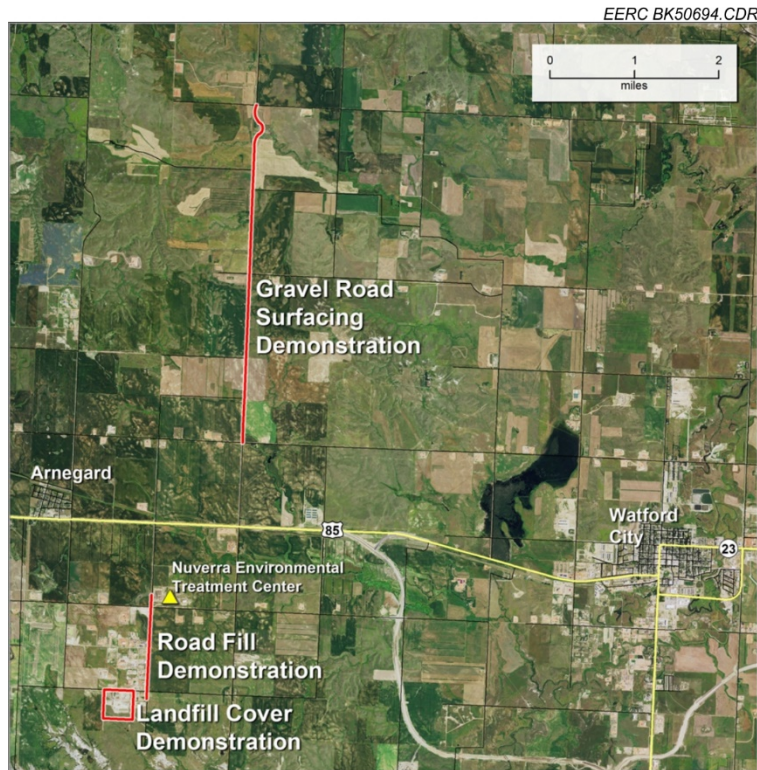 EERC BK50694.CDR
0 1 2
miles
Gravel Road
Surfacing
Demonstration
Arnegard
85
Watford
City
23
Nuverra Environmental
Treatment Center
Road Fill
Demonstration
Landfill Cover
Demonstration